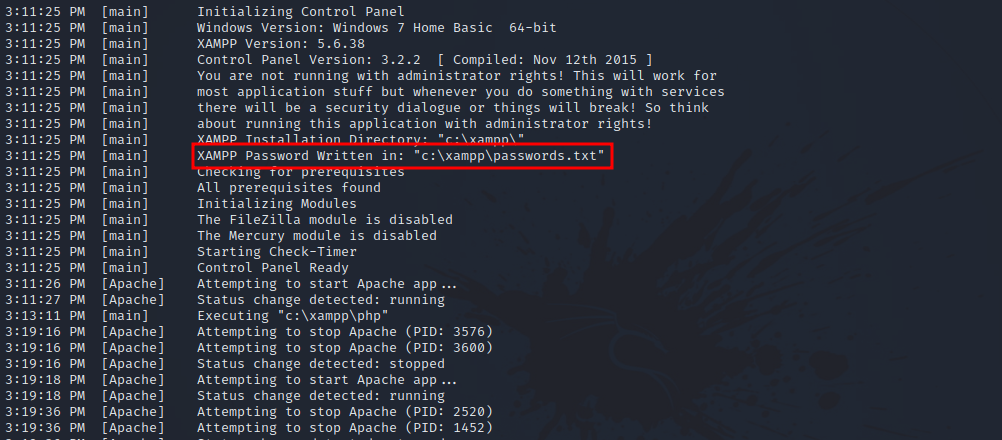 3:11:25 PM  [main]      Initializing Control Panel
3:11:25 PM  [main]      Windows Version: Windows 7 Home Basic  64-bit
3:11:25 PM  [main]      XAMPP Version: 5.6.38
3:11:25 PM  [main]      Control Panel Version: 3.2.2  [ Compiled: Nov 12th 2015 ]
3:11:25 PM  [main]      You are not running with administrator rights! This will work for
3:11:25 PM  [main]      most application stuff but whenever you do something with services
3:11:25 PM  [main]      there will be a security dialogue or things will break! So think
3:11:25 PM  [main]      about running this application with administrator rights!
3:11:25 PM  [main]      XAMPP Installation Directory: "c:\xampp\"
3:11:25 PM  [main]      XAMPP Password Written in: "c:\xampp\passwords.txt"
3:11:25 PM  [main]      Checking for prerequisites
3:11:25 PM  [main]      All prerequisites found
3:11:25 PM  [main]      Initializing Modules
3:11:25 PM  [main]      The FileZilla module is disabled
3:11:25 PM  [main]      The Mercury module is disabled
3:11:25 PM  [main]      Starting Check-Timer
3:11:25 PM  [main]      Control Panel Ready
3:11:26 PM  [Apache]    Attempting to start Apache app...
3:11:27 PM  [Apache]    Status change detected: running
3:13:11 PM  [main]      Executing "c:\xampp\php"
3:19:16 PM  [Apache]    Attempting to stop Apache (PID: 3576)
3:19:16 PM  [Apache]    Attempting to stop Apache (PID: 3600)
3:19:16 PM  [Apache]    Status change detected: stopped
3:19:18 PM  [Apache]    Attempting to start Apache app...
3:19:18 PM  [Apache]    Status change detected: running
3:19:36 PM  [Apache]    Attempting to stop Apache (PID: 2520)
3:19:36 PM  [Apache]    Attempting to stop Apache (PID: 1452)